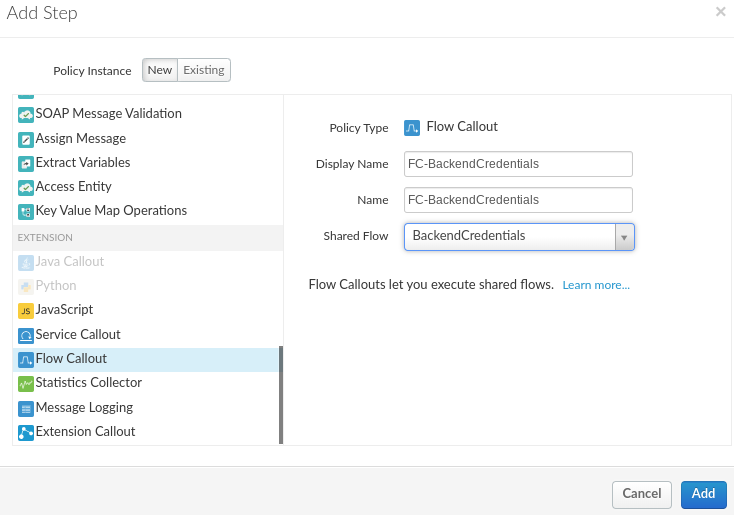 Add Step
×
Policy Instance New Existing
SOAP Message Validation
Assign Message
Extract Variables
Access Entity
Key Value Map Operations
EXTENSION
Java Callout
Python
JS JavaScript
Service Callout
Flow Callout
Statistics Collector
Message Logging
Extension Callout
Policy Type Flow Callout
Display Name FC-BackendCredentials
Name FC-BackendCredentials
Shared Flow BackendCredentials
Flow Callouts let you execute shared flows. Learn more...
Cancel Add